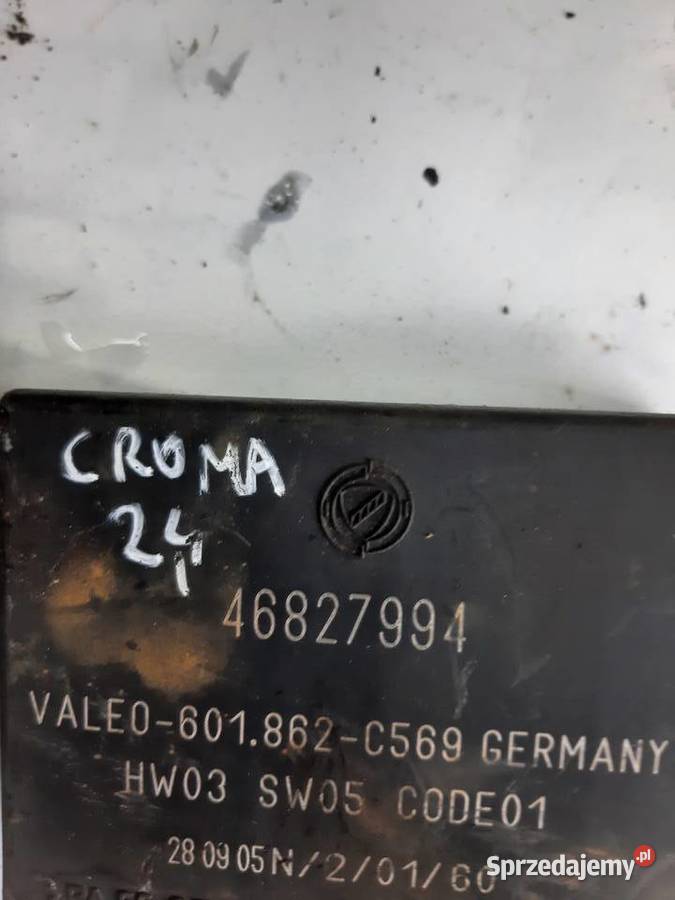 CROMA
24
46827994
VALEO-601.862-C569 GERMANY
HW03 SW05 CODE01
28 09 05 N/2/01/60
Sprzedajemy.pl